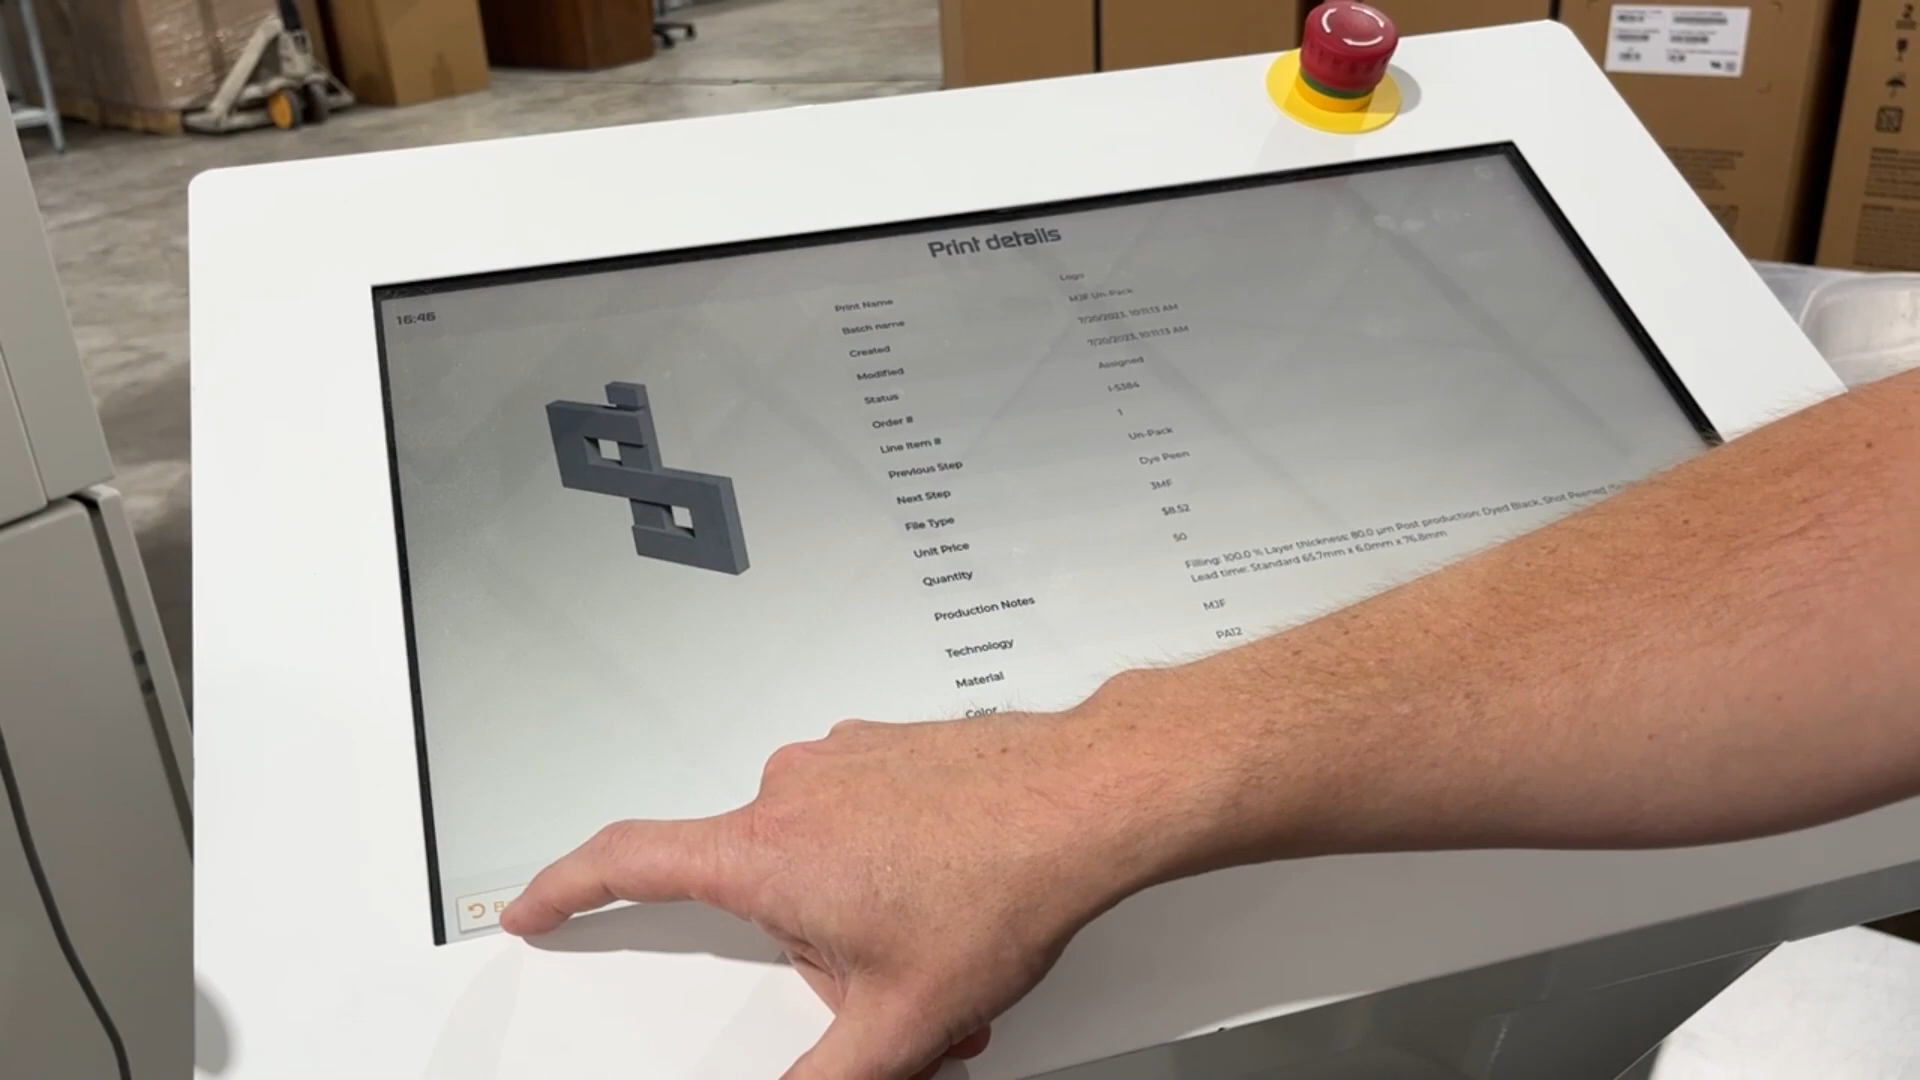 Print details
16:46
Print Name Logo
Batch name MJF Un-Pack
Created 7/20/2023, 10:11:13 AM
Modified 7/20/2023, 10:11:13 AM
Status Assigned
Order # I-5384
Line Item # 1
Previous Step Un-Pack
Next Step Dye Peen
File Type 3MF
Unit Price $8.52
Quantity 50
Production Notes Filling: 100.0 % Layer thickness: 80.0 µm Post production: Dyed Black, Shot Peened
Lead time: Standard 65.7mm x 6.0mm x 76.8mm
Technology MJF
Material PA12
Color